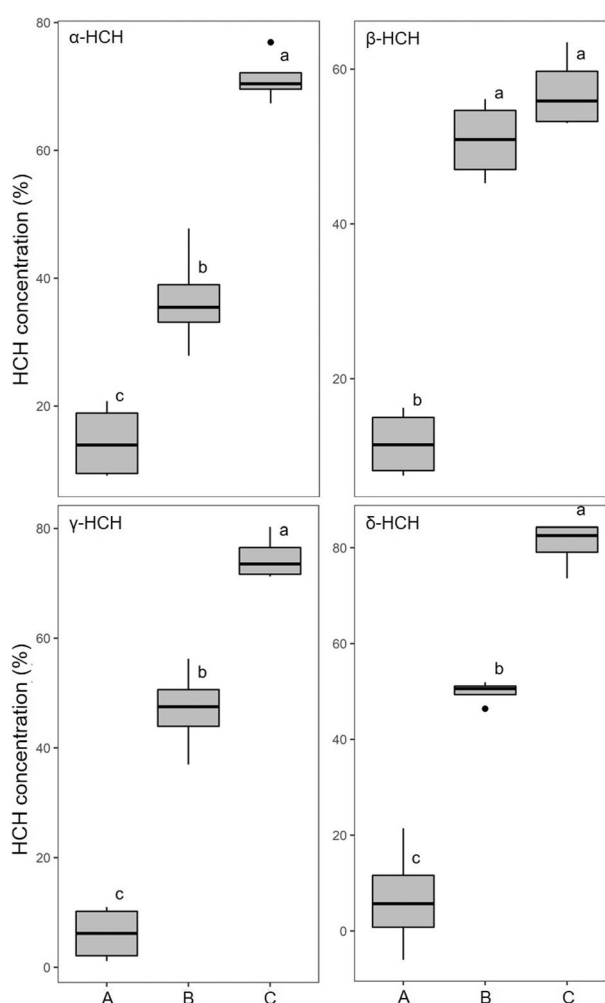 α-HCH
80
60
40
20
HCH concentration (%)
a
b
c
β-HCH
60
40
20
a
a
b
γ-HCH
80
60
40
20
0
HCH concentration (%)
a
b
c
A
B
C
δ-HCH
80
60
40
20
0
a
b
c
A
B
C